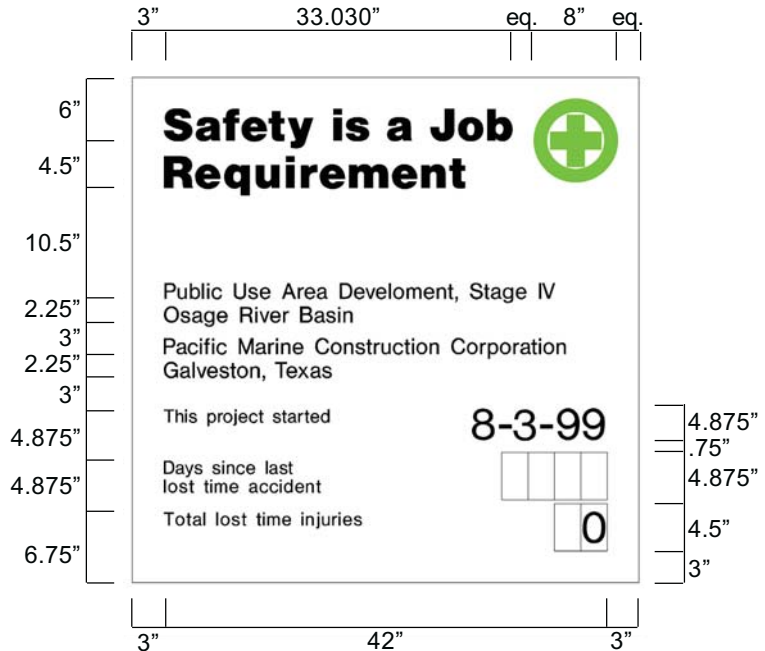 3” 33.030” eq. 8” eq.
6”
4.5”
10.5”
2.25”
3”
2.25”
3”
4.875”
4.875”
6.75”
Safety is a Job
Requirement
Public Use Area Develoment, Stage IV
Osage River Basin
Pacific Marine Construction Corporation
Galveston, Texas
This project started 8-3-99
Days since last
lost time accident
Total lost time injuries 0
4.875”
.75”
4.875”
4.5”
3”
3” 42” 3”